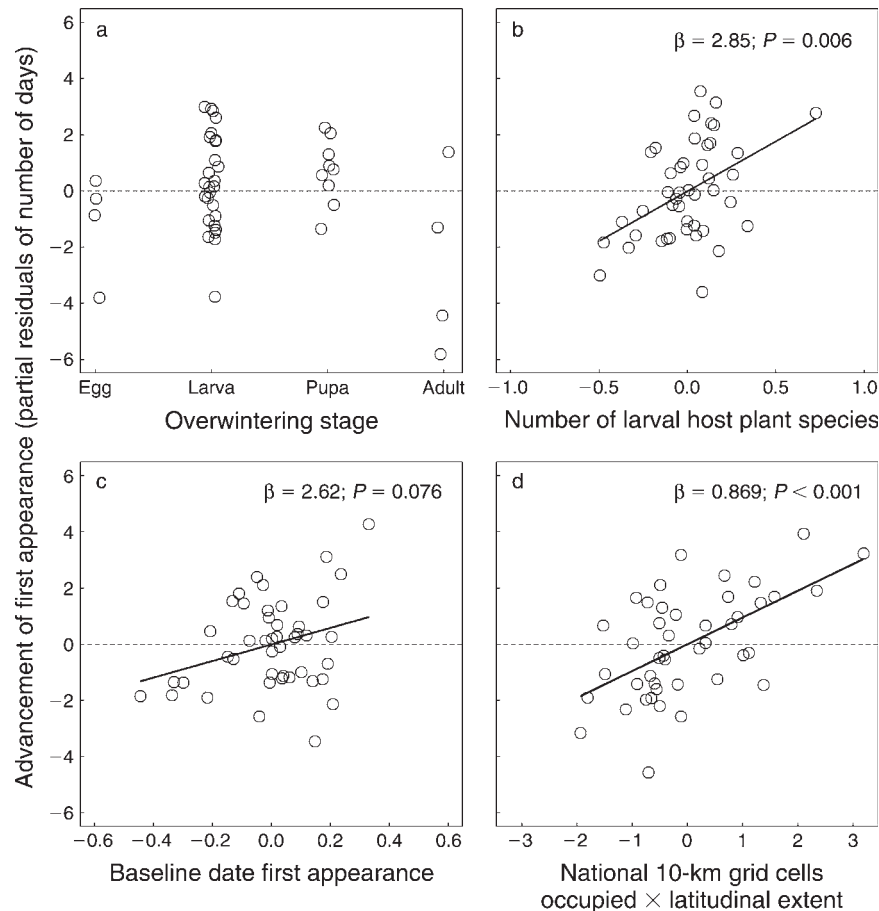 Advancement of first appearance (partial residuals of number of days)
a
6
4
2
0
−2
−4
−6
Egg Larva Pupa Adult
Overwintering stage
b
β = 2.85; P = 0.006
−1.0 −0.5 0.0 0.5 1.0
Number of larval host plant species
c
β = 2.62; P = 0.076
6
4
2
0
−2
−4
−6
−0.6 −0.4 −0.2 0.0 0.2 0.4 0.6
Baseline date first appearance
d
β = 0.869; P < 0.001
−3 −2 −1 0 1 2 3
National 10-km grid cells
occupied × latitudinal extent